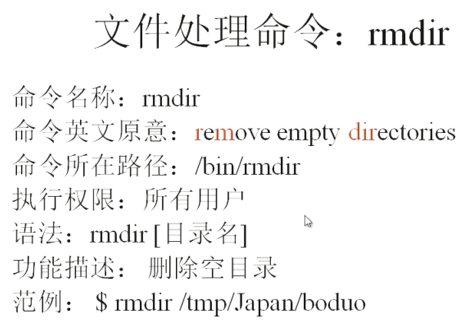 文件处理命令：rmdir
命令名称：rmdir
命令英文原意：remove empty directories
命令所在路径：/bin/rmdir
执行权限：所有用户
语法：rmdir [目录名]
功能描述： 删除空目录
范例： $ rmdir /tmp/Japan/boduo